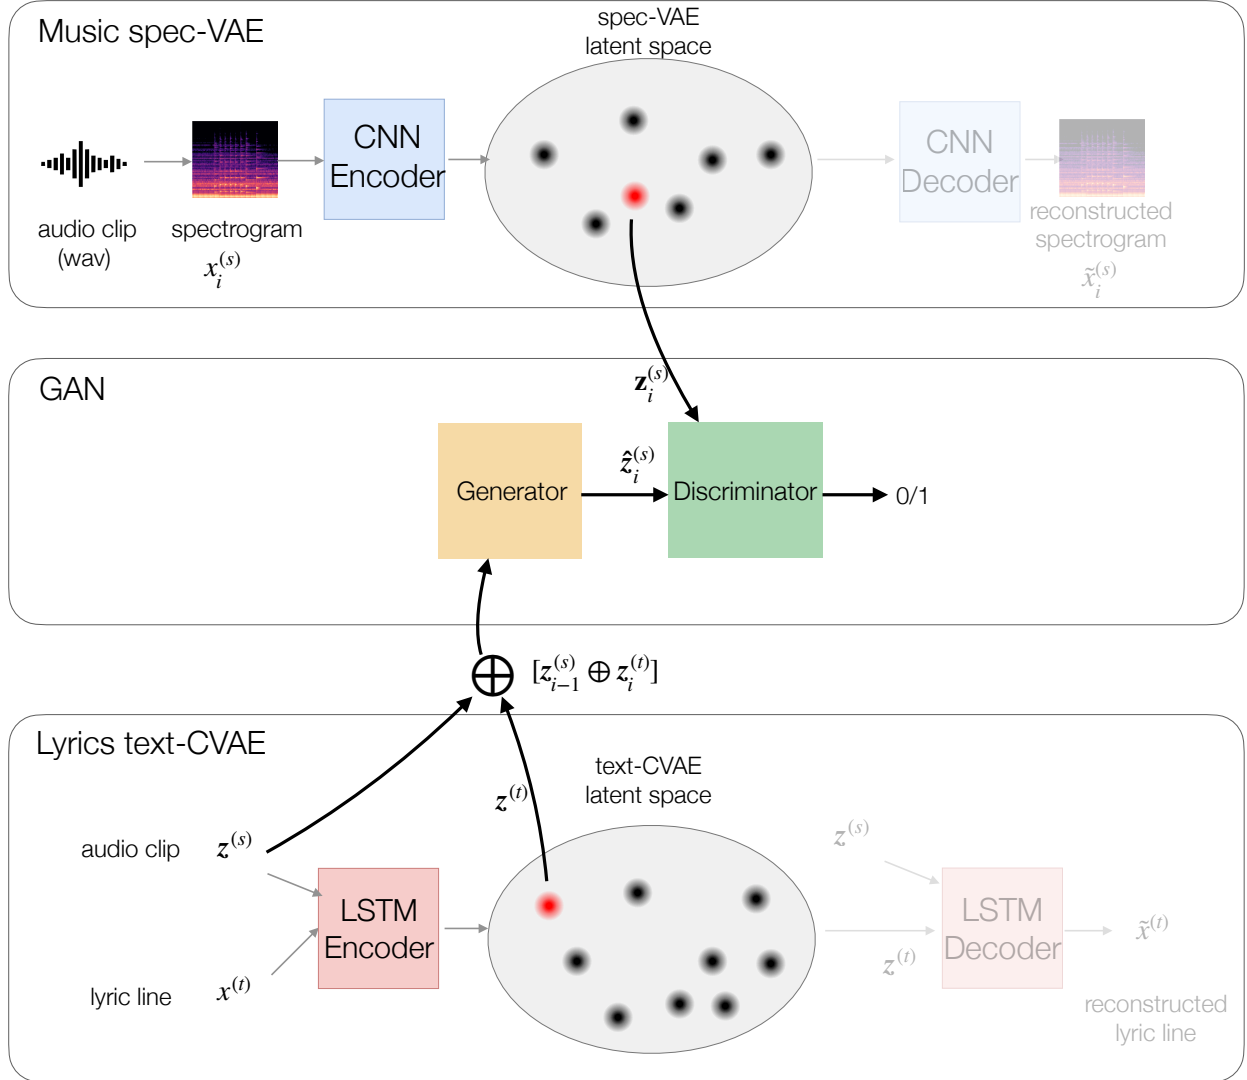 Music spec-VAE
spec-VAE
latent space
CNN
Encoder
CNN
Decoder
audio clip
(wav)
spectrogram
x_i^{(s)}
reconstructed
spectrogram
x̃_i^{(s)}
GAN
𝐳_i^{(s)}
Generator
ẑ_i^{(s)}
Discriminator
0/1
[z_{i-1}^{(s)} ⊕ z_i^{(t)}]
Lyrics text-CVAE
text-CVAE
latent space
z^{(t)}
audio clip z^{(s)}
z^{(s)}
LSTM
Encoder
LSTM
Decoder
x̃^{(t)}
z^{(t)}
lyric line x^{(t)}
reconstructed
lyric line